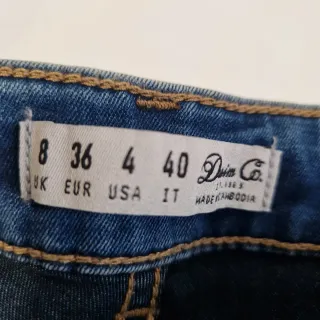 8 36 4 40
UK EUR USA IT
Denim Co.
MADE IN CAMBODIA